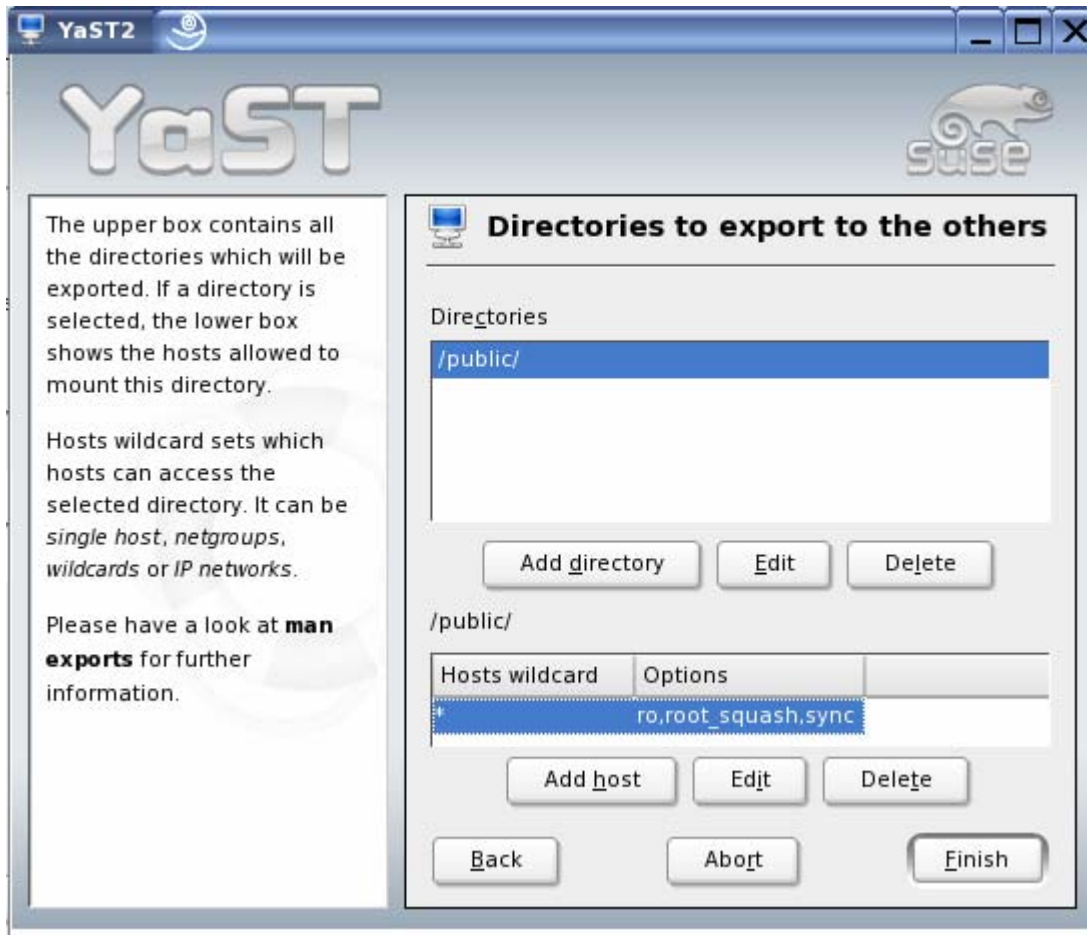 YaST2
YaST
suse
The upper box contains all
the directories which will be
exported. If a directory is
selected, the lower box
shows the hosts allowed to
mount this directory.
Hosts wildcard sets which
hosts can access the
selected directory. It can be
single host, netgroups,
wildcards or IP networks.
Please have a look at man
exports for further
information.
Directories to export to the others
Directories
/public/
Add directory Edit Delete
/public/
Hosts wildcard Options
* ro,root_squash,sync
Add host Edit Delete
Back Abort Finish